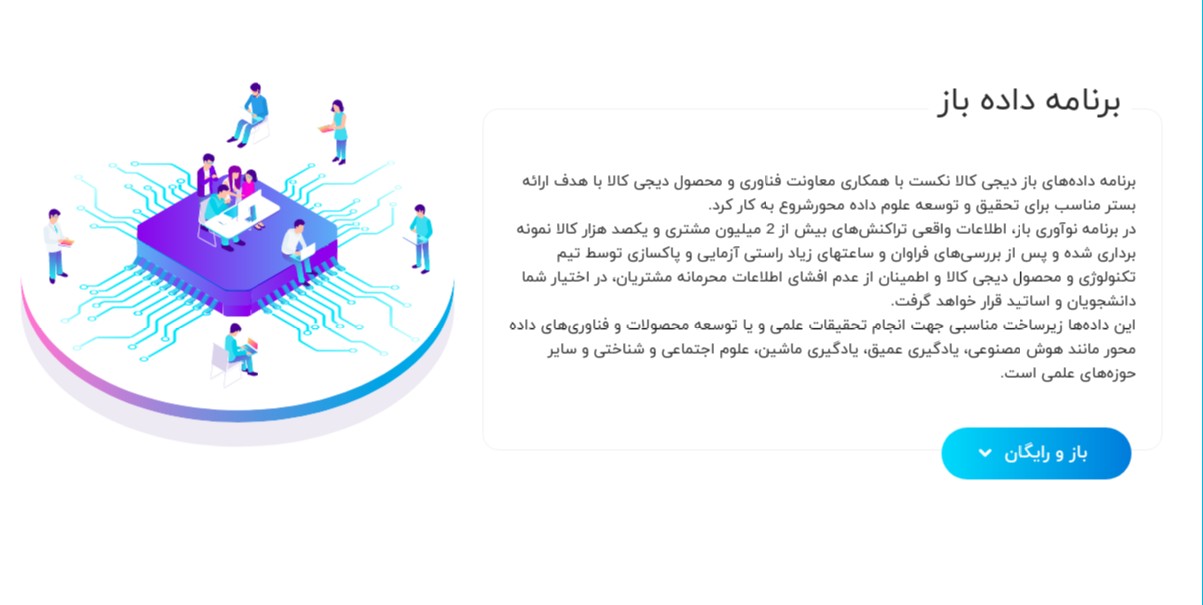 برنامه داده باز
برنامه داده‌های باز دیجی کالا نکست با همکاری معاونت فناوری و محصول دیجی کالا با هدف ارائه
بستر مناسب برای تحقیق و توسعه علوم داده محورشروع به کار کرد.
در برنامه نوآوری باز، اطلاعات واقعی تراکنش‌های بیش از 2 میلیون مشتری و یکصد هزار کالا نمونه
برداری شده و پس از بررسی‌های فراوان و ساعتهای زیاد راستی آزمایی و پاکسازی توسط تیم
تکنولوژی و محصول دیجی کالا و اطمینان از عدم افشای اطلاعات محرمانه مشتریان، در اختیار شما
دانشجویان و اساتید قرار خواهد گرفت.
این داده‌ها زیرساخت مناسبی جهت انجام تحقیقات علمی و یا توسعه محصولات و فناوری‌های داده
محور مانند هوش مصنوعی، یادگیری عمیق، یادگیری ماشین، علوم اجتماعی و شناختی و سایر
حوزه‌های علمی است.
باز و رایگان